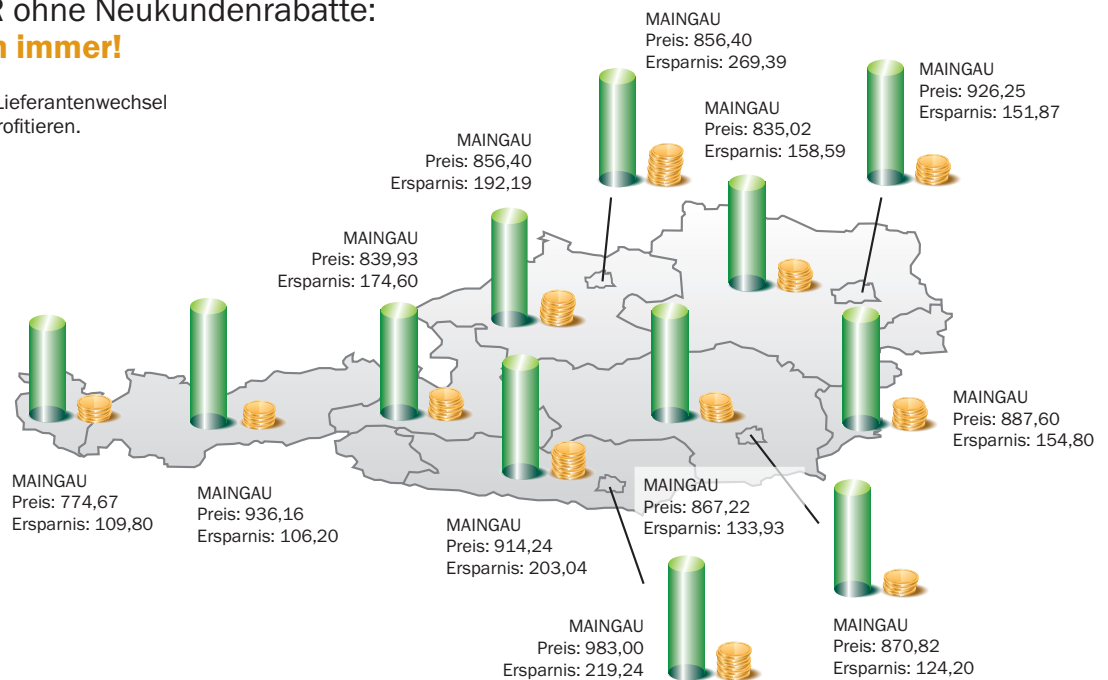 ohne Neukundenrabatte:
immer!
Lieferantenwechsel
MAINGAU
Preis: 856,40
Ersparnis: 269,39
MAINGAU
Preis: 926,25
Ersparnis: 151,87
MAINGAU
Preis: 835,02
Ersparnis: 158,59
MAINGAU
Preis: 856,40
Ersparnis: 192,19
MAINGAU
Preis: 839,93
Ersparnis: 174,60
MAINGAU
Preis: 887,60
Ersparnis: 154,80
MAINGAU
Preis: 774,67
Ersparnis: 109,80
MAINGAU
Preis: 936,16
Ersparnis: 106,20
MAINGAU
Preis: 867,22
Ersparnis: 133,93
MAINGAU
Preis: 914,24
Ersparnis: 203,04
MAINGAU
Preis: 983,00
Ersparnis: 219,24
MAINGAU
Preis: 870,82
Ersparnis: 124,20